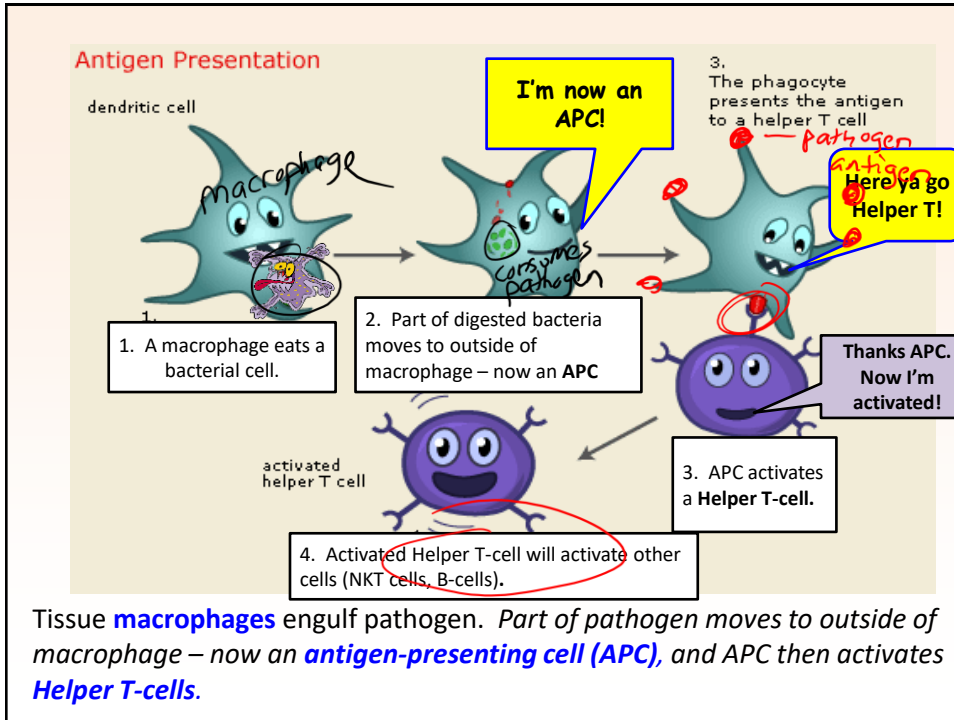 Antigen Presentation
dendritic cell
macrophage
I'm now an
APC!
consumes
pathogen
3.
The phagocyte
presents the antigen
to a helper T cell
pathogen
antigen
Here ya go
Helper T!
1.
1. A macrophage eats a
bacterial cell.
2. Part of digested bacteria
moves to outside of
macrophage – now an APC
Thanks APC.
Now I'm
activated!
3. APC activates
a Helper T-cell.
activated
helper T cell
4. Activated Helper T-cell will activate other
cells (NKT cells, B-cells).
Tissue macrophages engulf pathogen. Part of pathogen moves to outside of
macrophage – now an antigen-presenting cell (APC), and APC then activates
Helper T-cells.